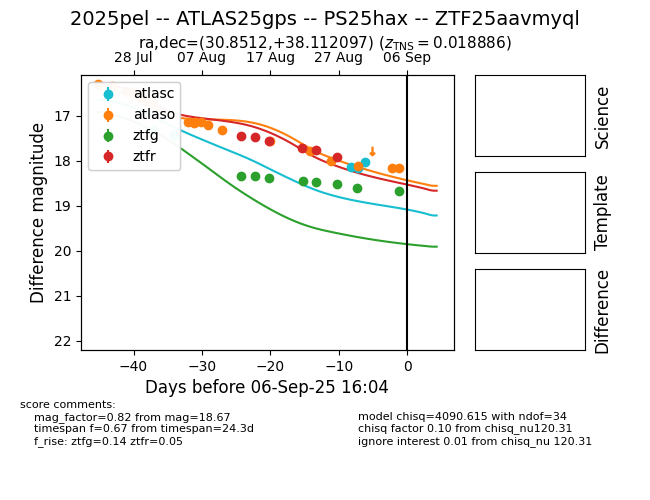 2025pel -- ATLAS25gps -- PS25hax -- ZTF25aavmyql
ra,dec=(30.8512,+38.112097) (zTNS = 0.018886)
28 Jul 07 Aug 17 Aug 27 Aug 06 Sep
atlasc
atlaso
ztfg
ztfr
17
18
19
20
21
22
Difference magnitude
−40 −30 −20 −10 0
Days before 06-Sep-25 16:04
Science
Template
Difference
score comments:
mag_factor=0.82 from mag=18.67
timespan f=0.67 from timespan=24.3d
f_rise: ztfg=0.14 ztfr=0.05
model chisq=4090.615 with ndof=34
chisq factor 0.10 from chisq_nu120.31
ignore interest 0.01 from chisq_nu 120.31